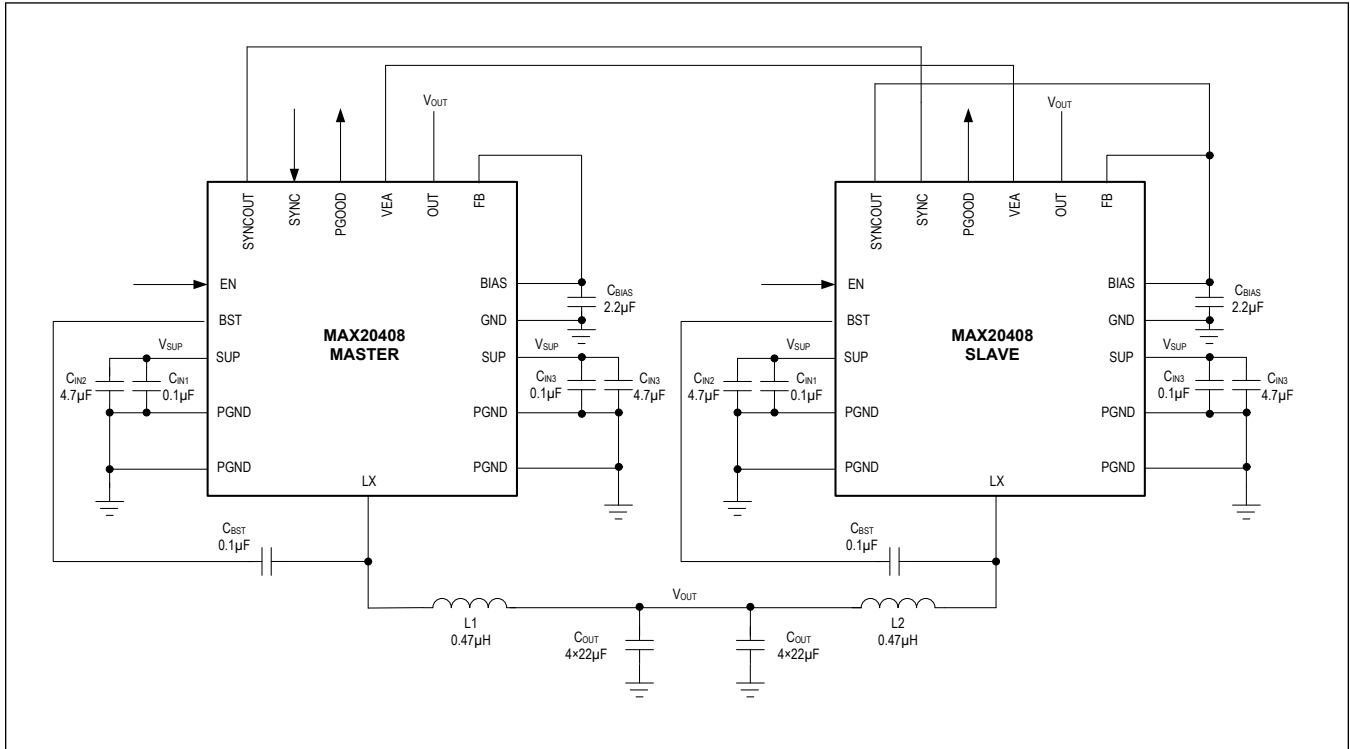 VOUT
VOUT
SYNCOUT
SYNC
PGOOD
VEA
OUT
FB
SYNCOUT
SYNC
PGOOD
VEA
OUT
FB
EN
BST
SUP
PGND
PGND
MAX20408
MASTER
BIAS
GND
SUP
PGND
PGND
LX
VSUP
CIN2
4.7µF
CIN1
0.1µF
CBIAS
2.2µF
VSUP
CIN3
0.1µF
CIN3
4.7µF
EN
BST
SUP
PGND
PGND
MAX20408
SLAVE
BIAS
GND
SUP
PGND
PGND
LX
VSUP
CIN2
4.7µF
CIN1
0.1µF
CBIAS
2.2µF
VSUP
CIN3
0.1µF
CIN3
4.7µF
CBST
0.1µF
CBST
0.1µF
L1
0.47µH
VOUT
COUT
4×22µF
COUT
4×22µF
L2
0.47µH